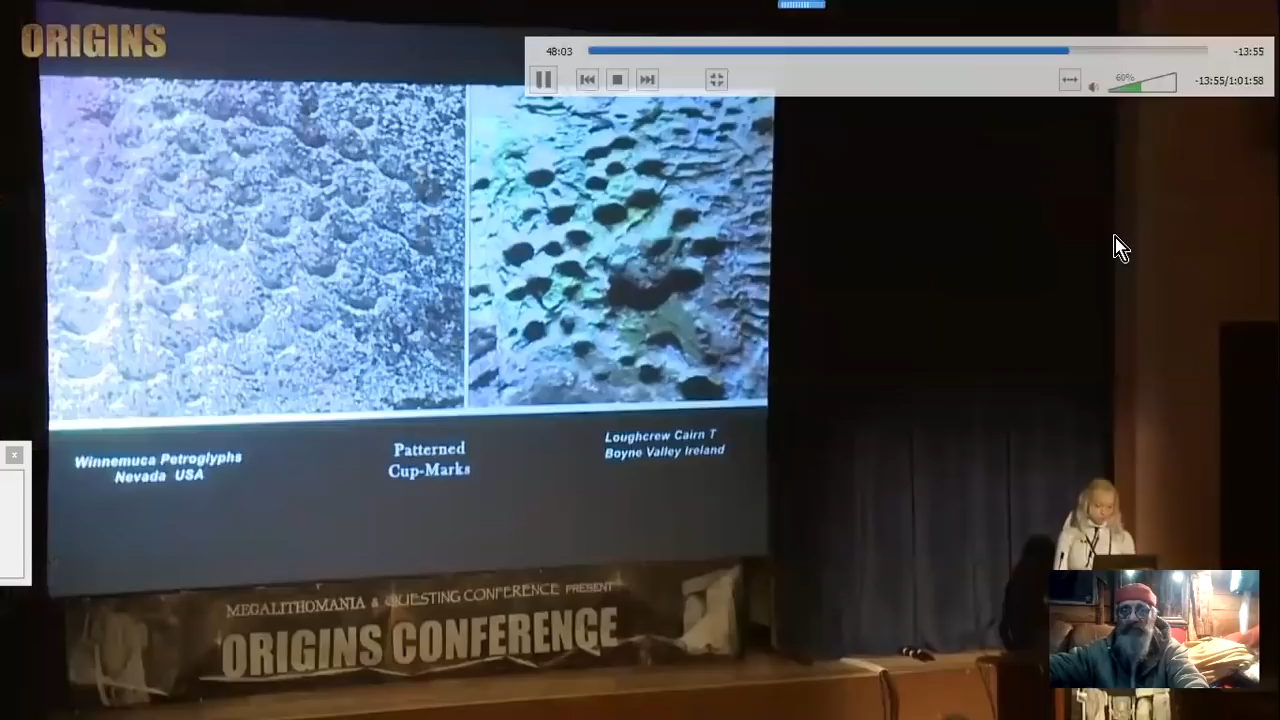 ORIGINS
48:03
-13:55
60%
-13:55/1:01:58
Winnemuca Petroglyphs
Nevada USA
Patterned
Cup-Marks
Loughcrew Cairn T
Boyne Valley Ireland
x
MEGALITHOMANIA & QUESTING CONFERENCE PRESENT
ORIGINS CONFERENCE